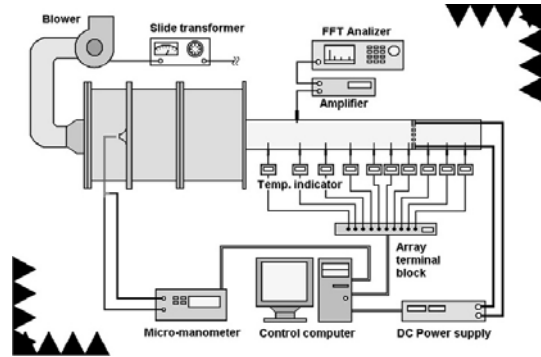 Blower
Slide transformer
FFT Analizer
Amplifier
Temp. indicator
Array
terminal
block
Micro-manometer
Control computer
DC Power supply